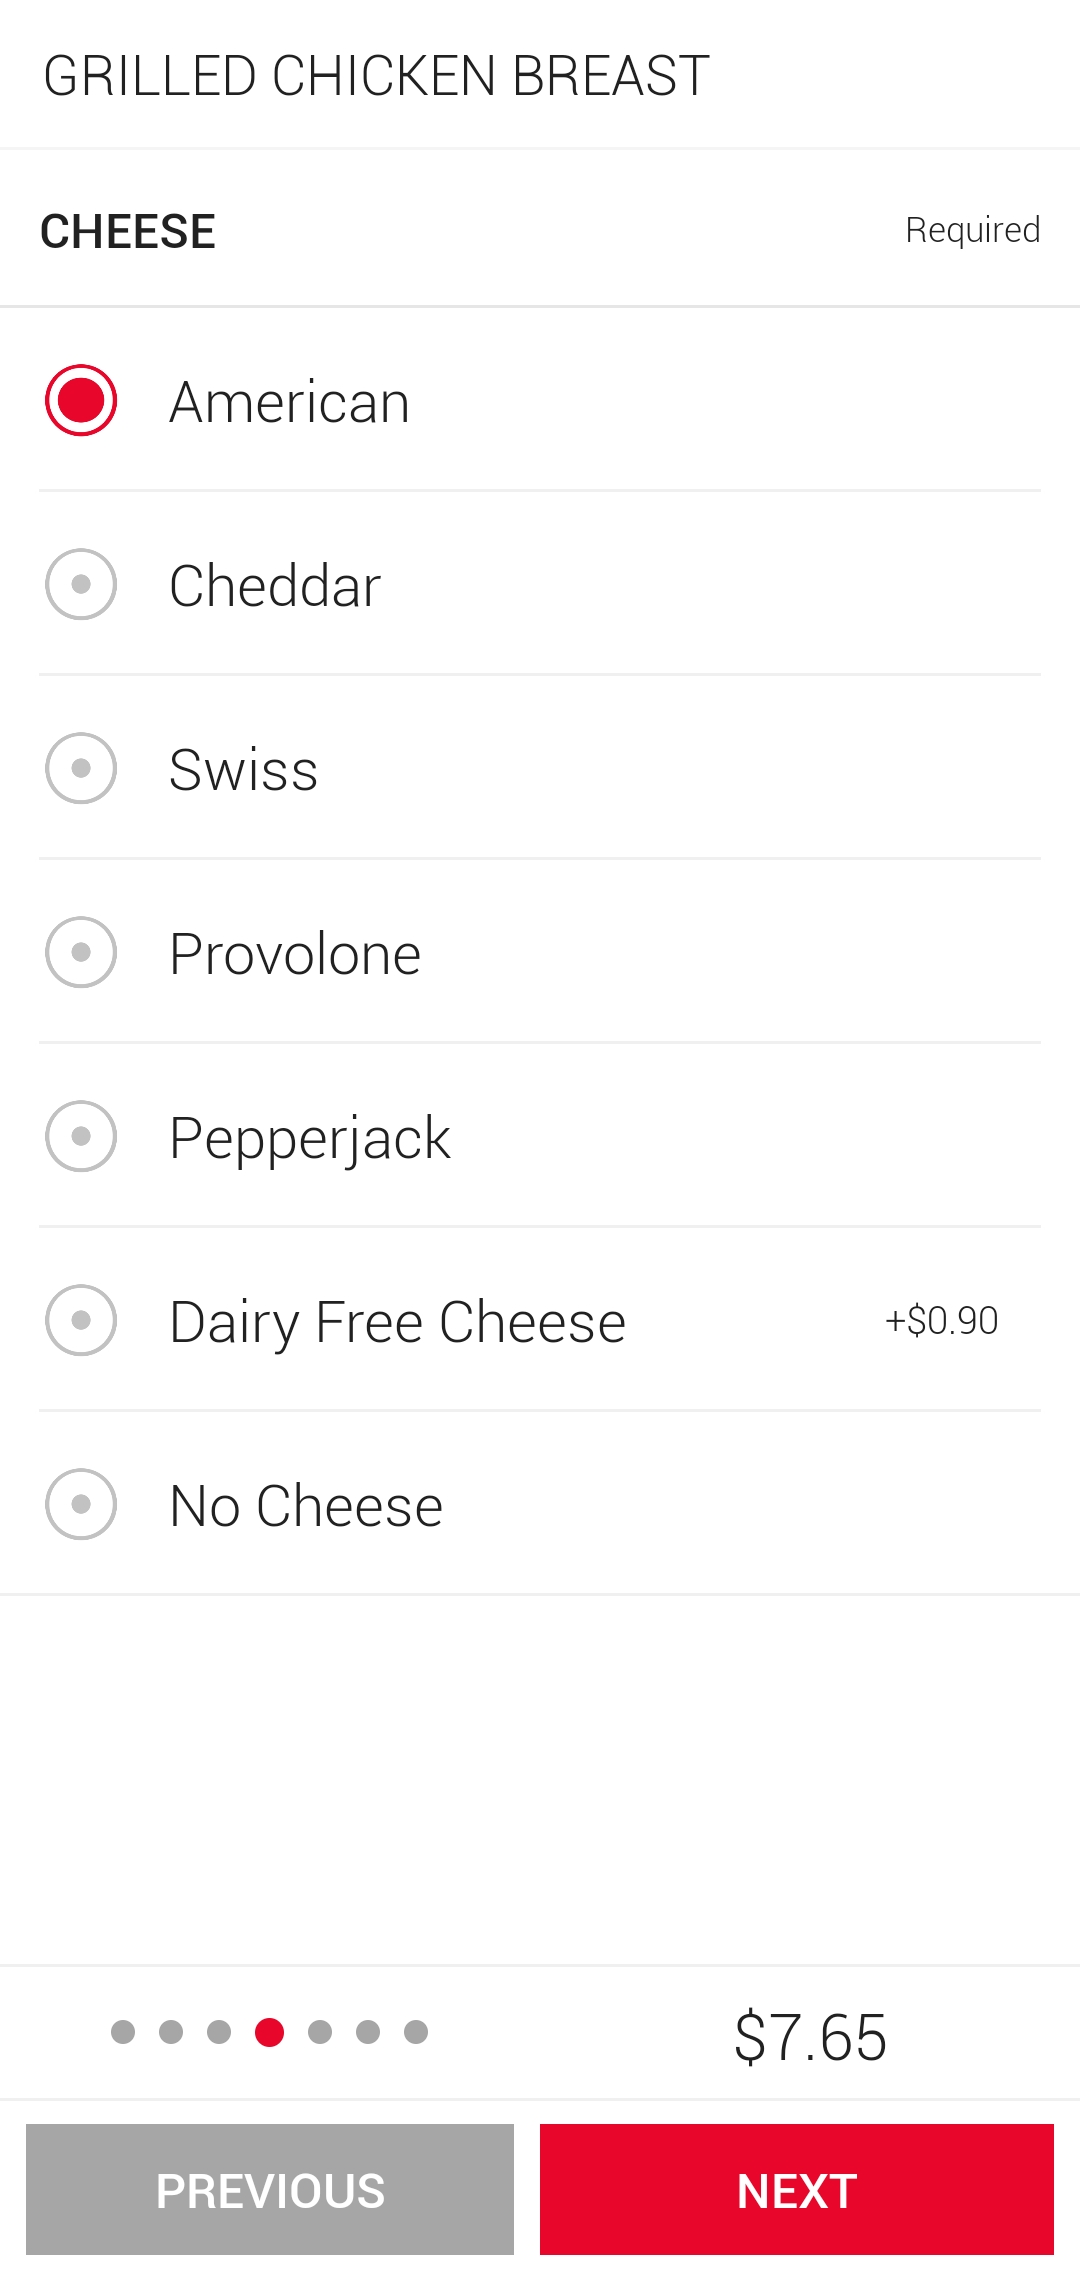 GRILLED CHICKEN BREAST
CHEESE Required
American
Cheddar
Swiss
Provolone
Pepperjack
Dairy Free Cheese +$0.90
No Cheese
$7.65
PREVIOUS NEXT